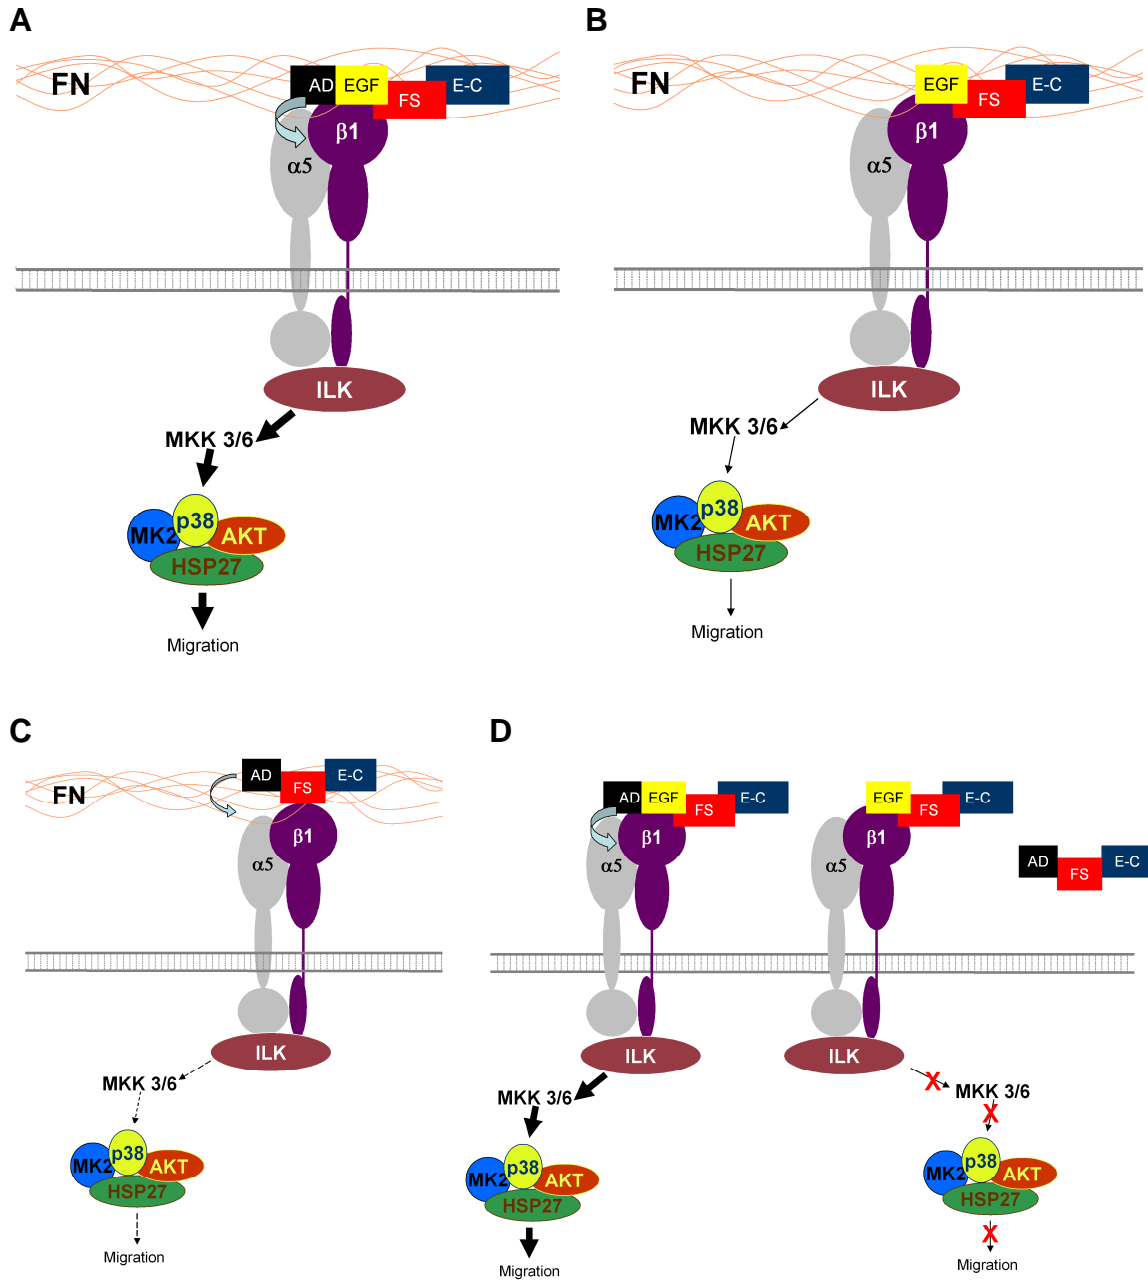 A
FN
AD EGF FS E-C
β1
α5
ILK
MKK 3/6
p38
MK2 AKT
HSP27
Migration
B
FN
EGF FS E-C
β1
α5
ILK
MKK 3/6
p38
MK2 AKT
HSP27
Migration
C
FN
AD FS E-C
β1
α5
ILK
MKK 3/6
p38
MK2 AKT
HSP27
Migration
D
AD EGF FS E-C
β1
α5
ILK
MKK 3/6
p38
MK2 AKT
HSP27
Migration
EGF FS E-C
β1
α5
ILK
X
MKK 3/6
X
p38
MK2 AKT
HSP27
X
Migration
AD FS E-C